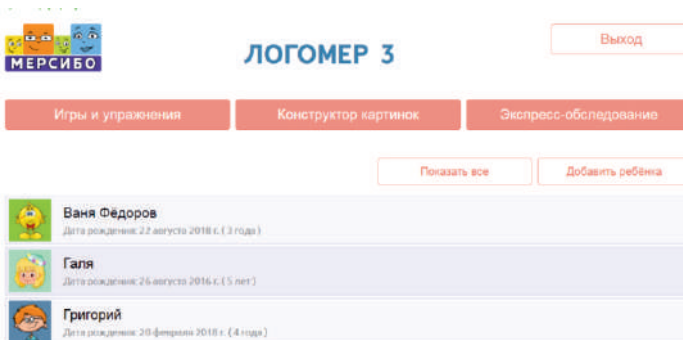 МЕРСИБО
ЛОГОМЕР 3
Выход
Игры и упражнения
Конструктор картинок
Экспресс-обследование
Показать все
Добавить ребёнка
Ваня Фёдоров
Дата рождения: 22 августа 2018 г. ( 3 года )
Галя
Дата рождения: 26 августа 2016 г. ( 5 лет )
Григорий
Дата рождения: 20 февраля 2018 г. ( 4 года )